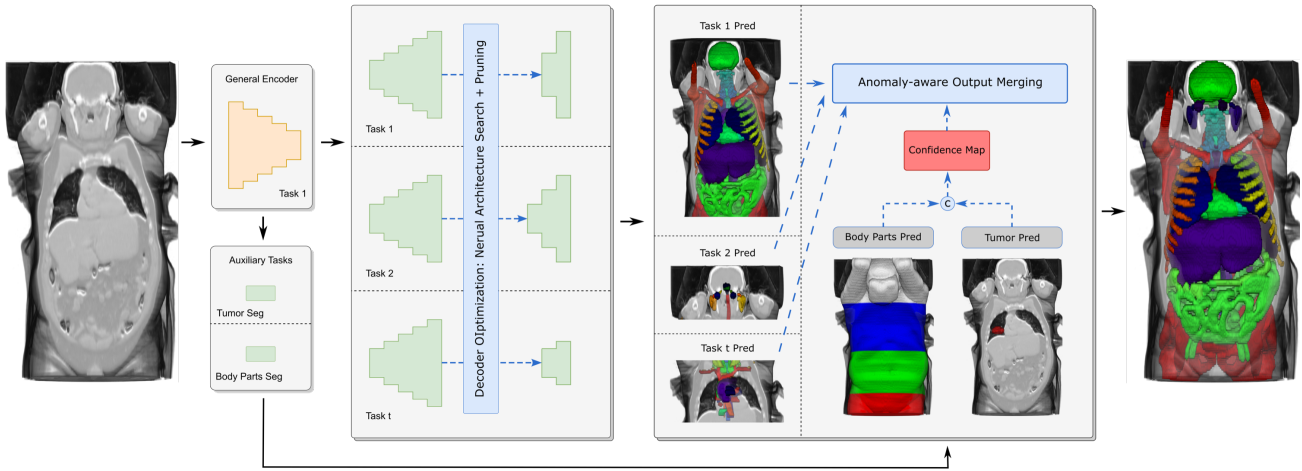 General Encoder
Task 1
Auxiliary Tasks
Tumor Seg
Body Parts Seg
Task 1
Task 2
Task t
Decoder OIptimization: Nerual Architecture Search + Pruning
Task 1 Pred
Task 2 Pred
Task t Pred
Anomaly-aware Output Merging
Confidence Map
C
Body Parts Pred
Tumor Pred